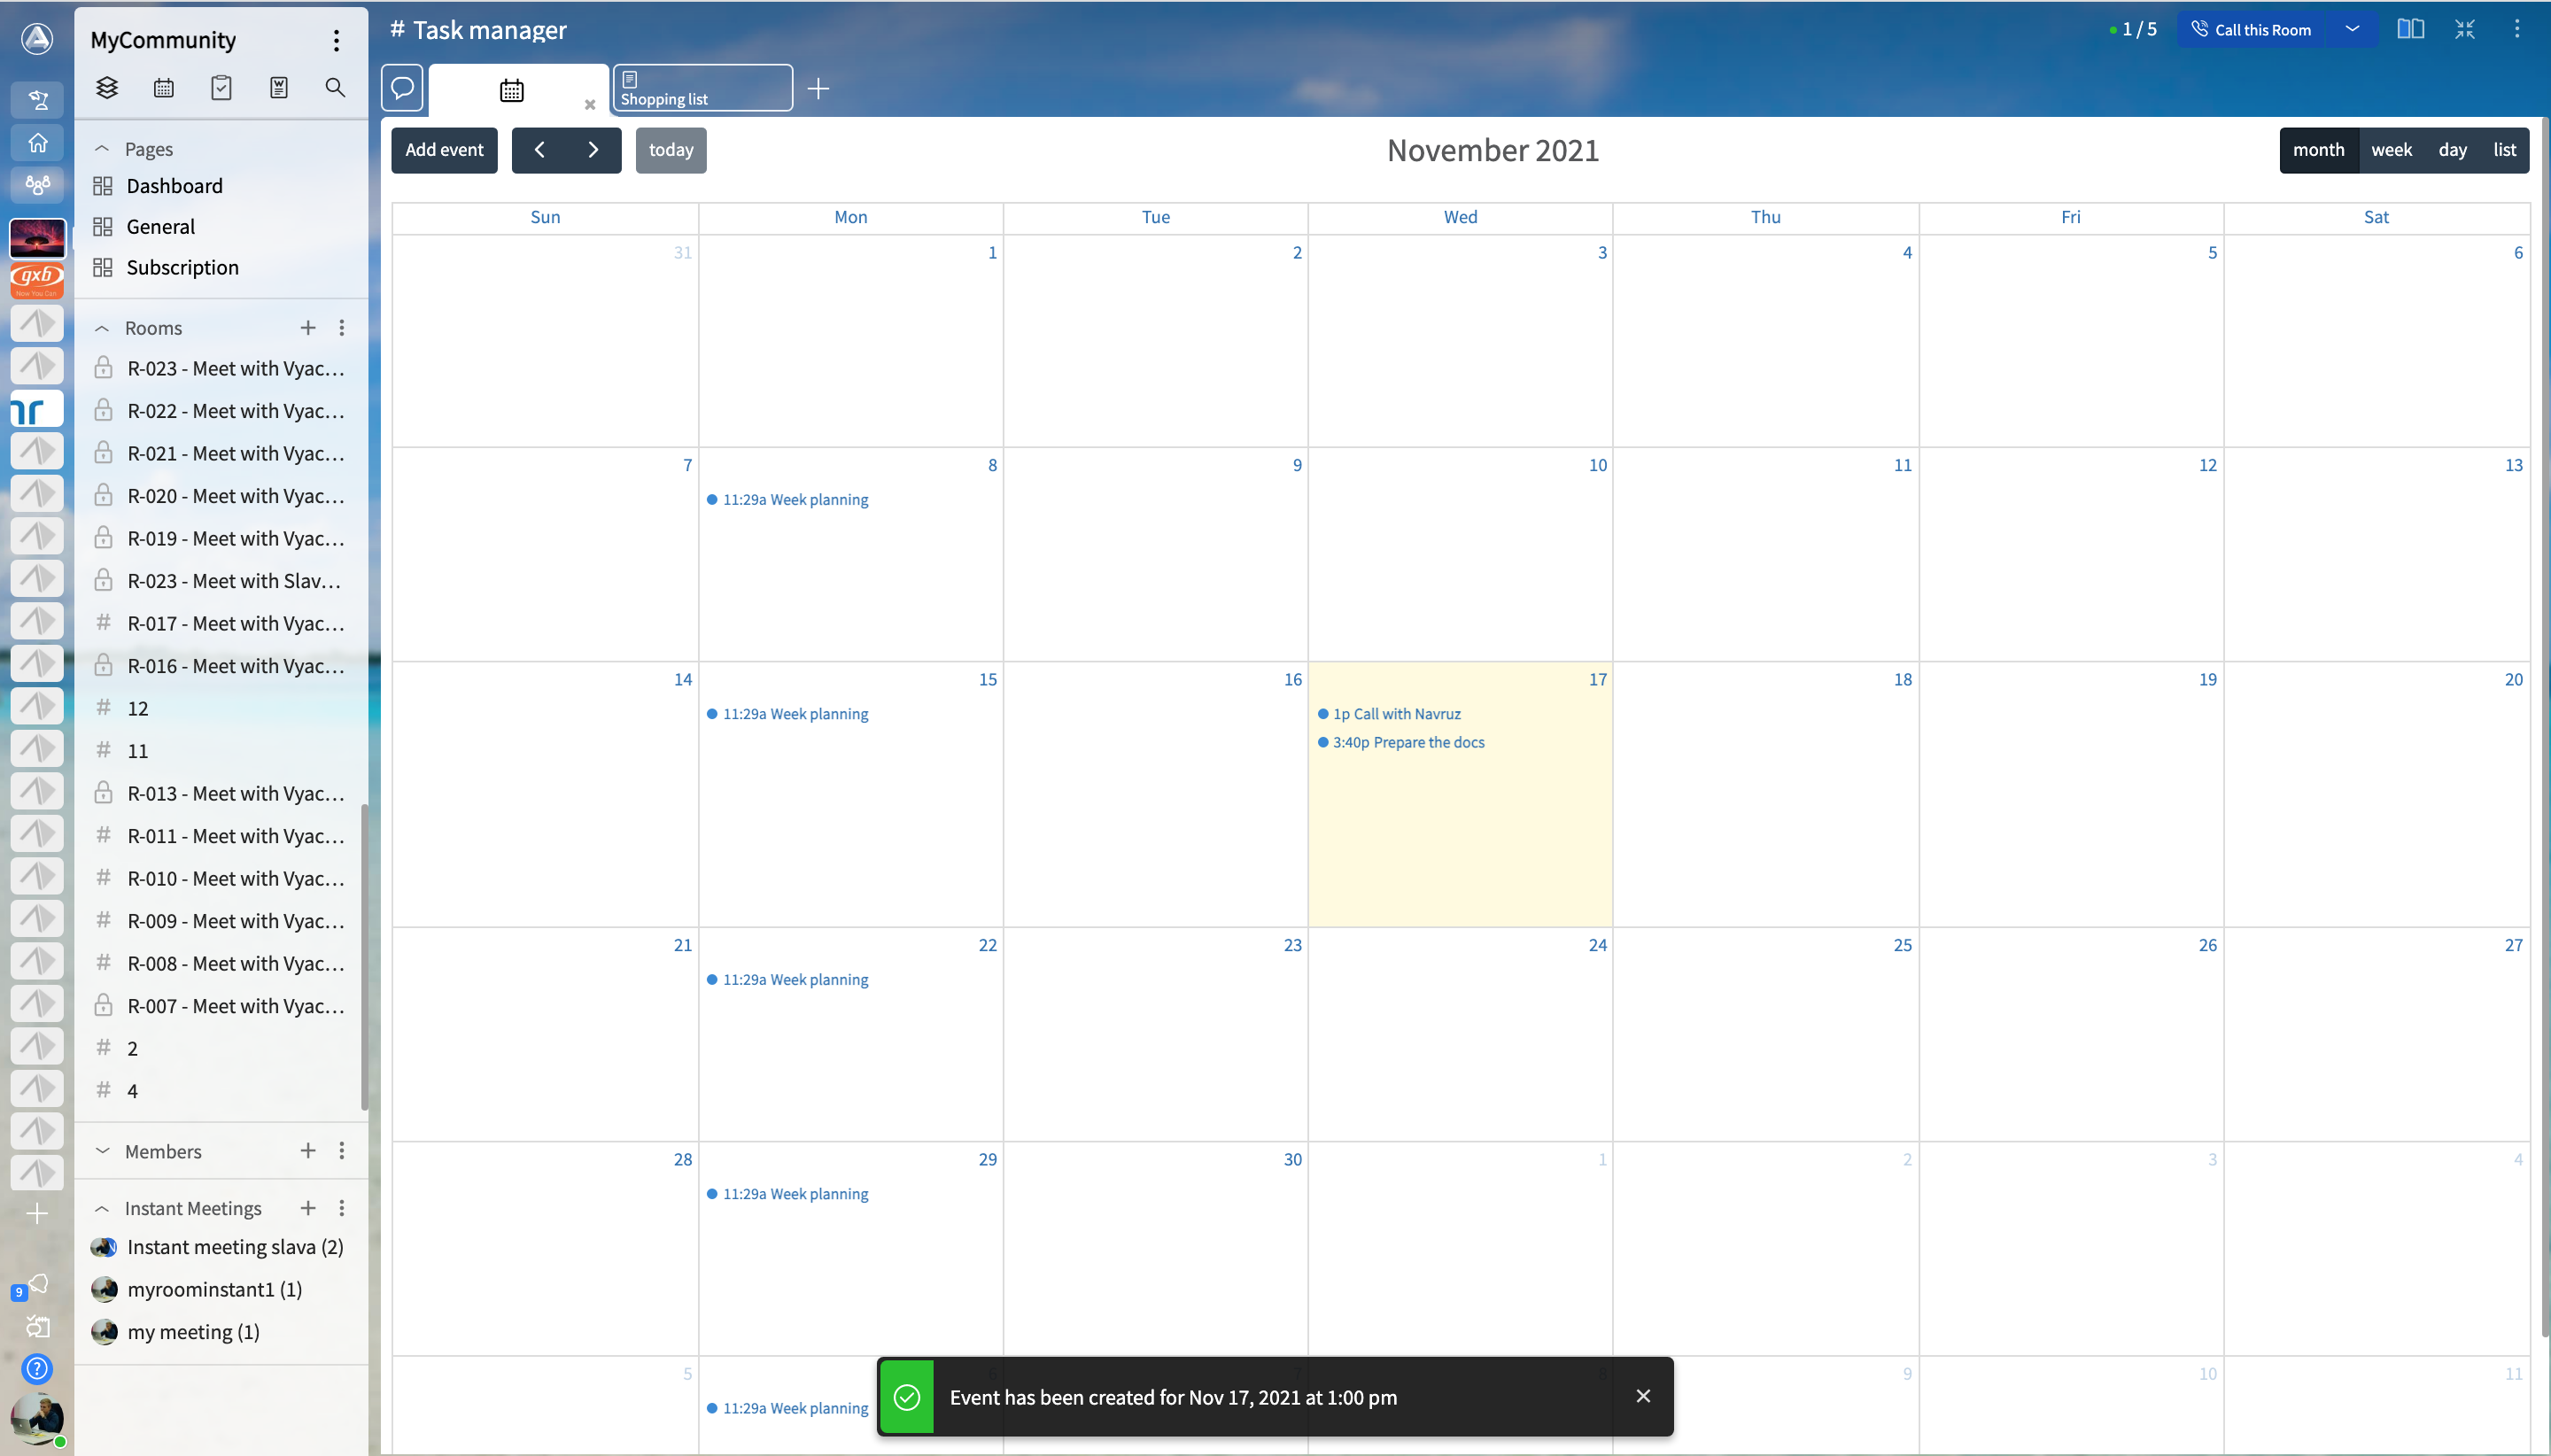 MyCommunity
# Task manager
1 / 5
Call this Room
Shopping list
Add event
today
November 2021
month
week
day
list
Pages
Dashboard
General
Subscription
gxb
Now You Can
Rooms
R-023 - Meet with Vyac...
R-022 - Meet with Vyac...
R-021 - Meet with Vyac...
R-020 - Meet with Vyac...
R-019 - Meet with Vyac...
R-023 - Meet with Slav...
# R-017 - Meet with Vyac...
R-016 - Meet with Vyac...
# 12
# 11
R-013 - Meet with Vyac...
# R-011 - Meet with Vyac...
# R-010 - Meet with Vyac...
# R-009 - Meet with Vyac...
# R-008 - Meet with Vyac...
R-007 - Meet with Vyac...
# 2
# 4
Members
Instant Meetings
Instant meeting slava (2)
myroominstant1 (1)
my meeting (1)
9
?
Sun Mon Tue Wed Thu Fri Sat
31 1 2 3 4 5 6
7 8 9 10 11 12 13
11:29a Week planning
14 15 16 17 18 19 20
11:29a Week planning
1p Call with Navruz
3:40p Prepare the docs
21 22 23 24 25 26 27
11:29a Week planning
28 29 30 1 2 3 4
11:29a Week planning
5 9 10 11
11:29a Week planning
Event has been created for Nov 17, 2021 at 1:00 pm